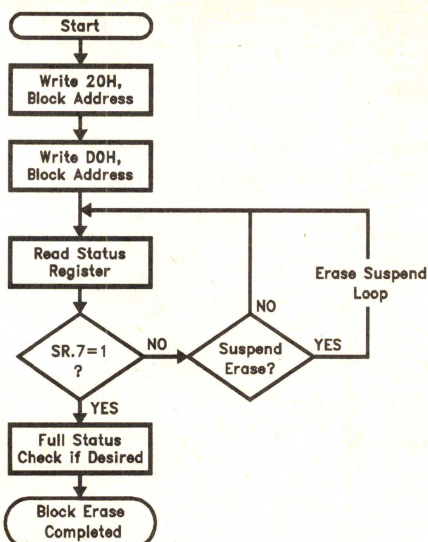 Start
Write 20H,
Block Address
Write D0H,
Block Address
Read Status
Register
Erase Suspend
Loop
NO
SR.7=1
?
NO
Suspend
Erase?
YES
YES
Full Status
Check if Desired
Block Erase
Completed